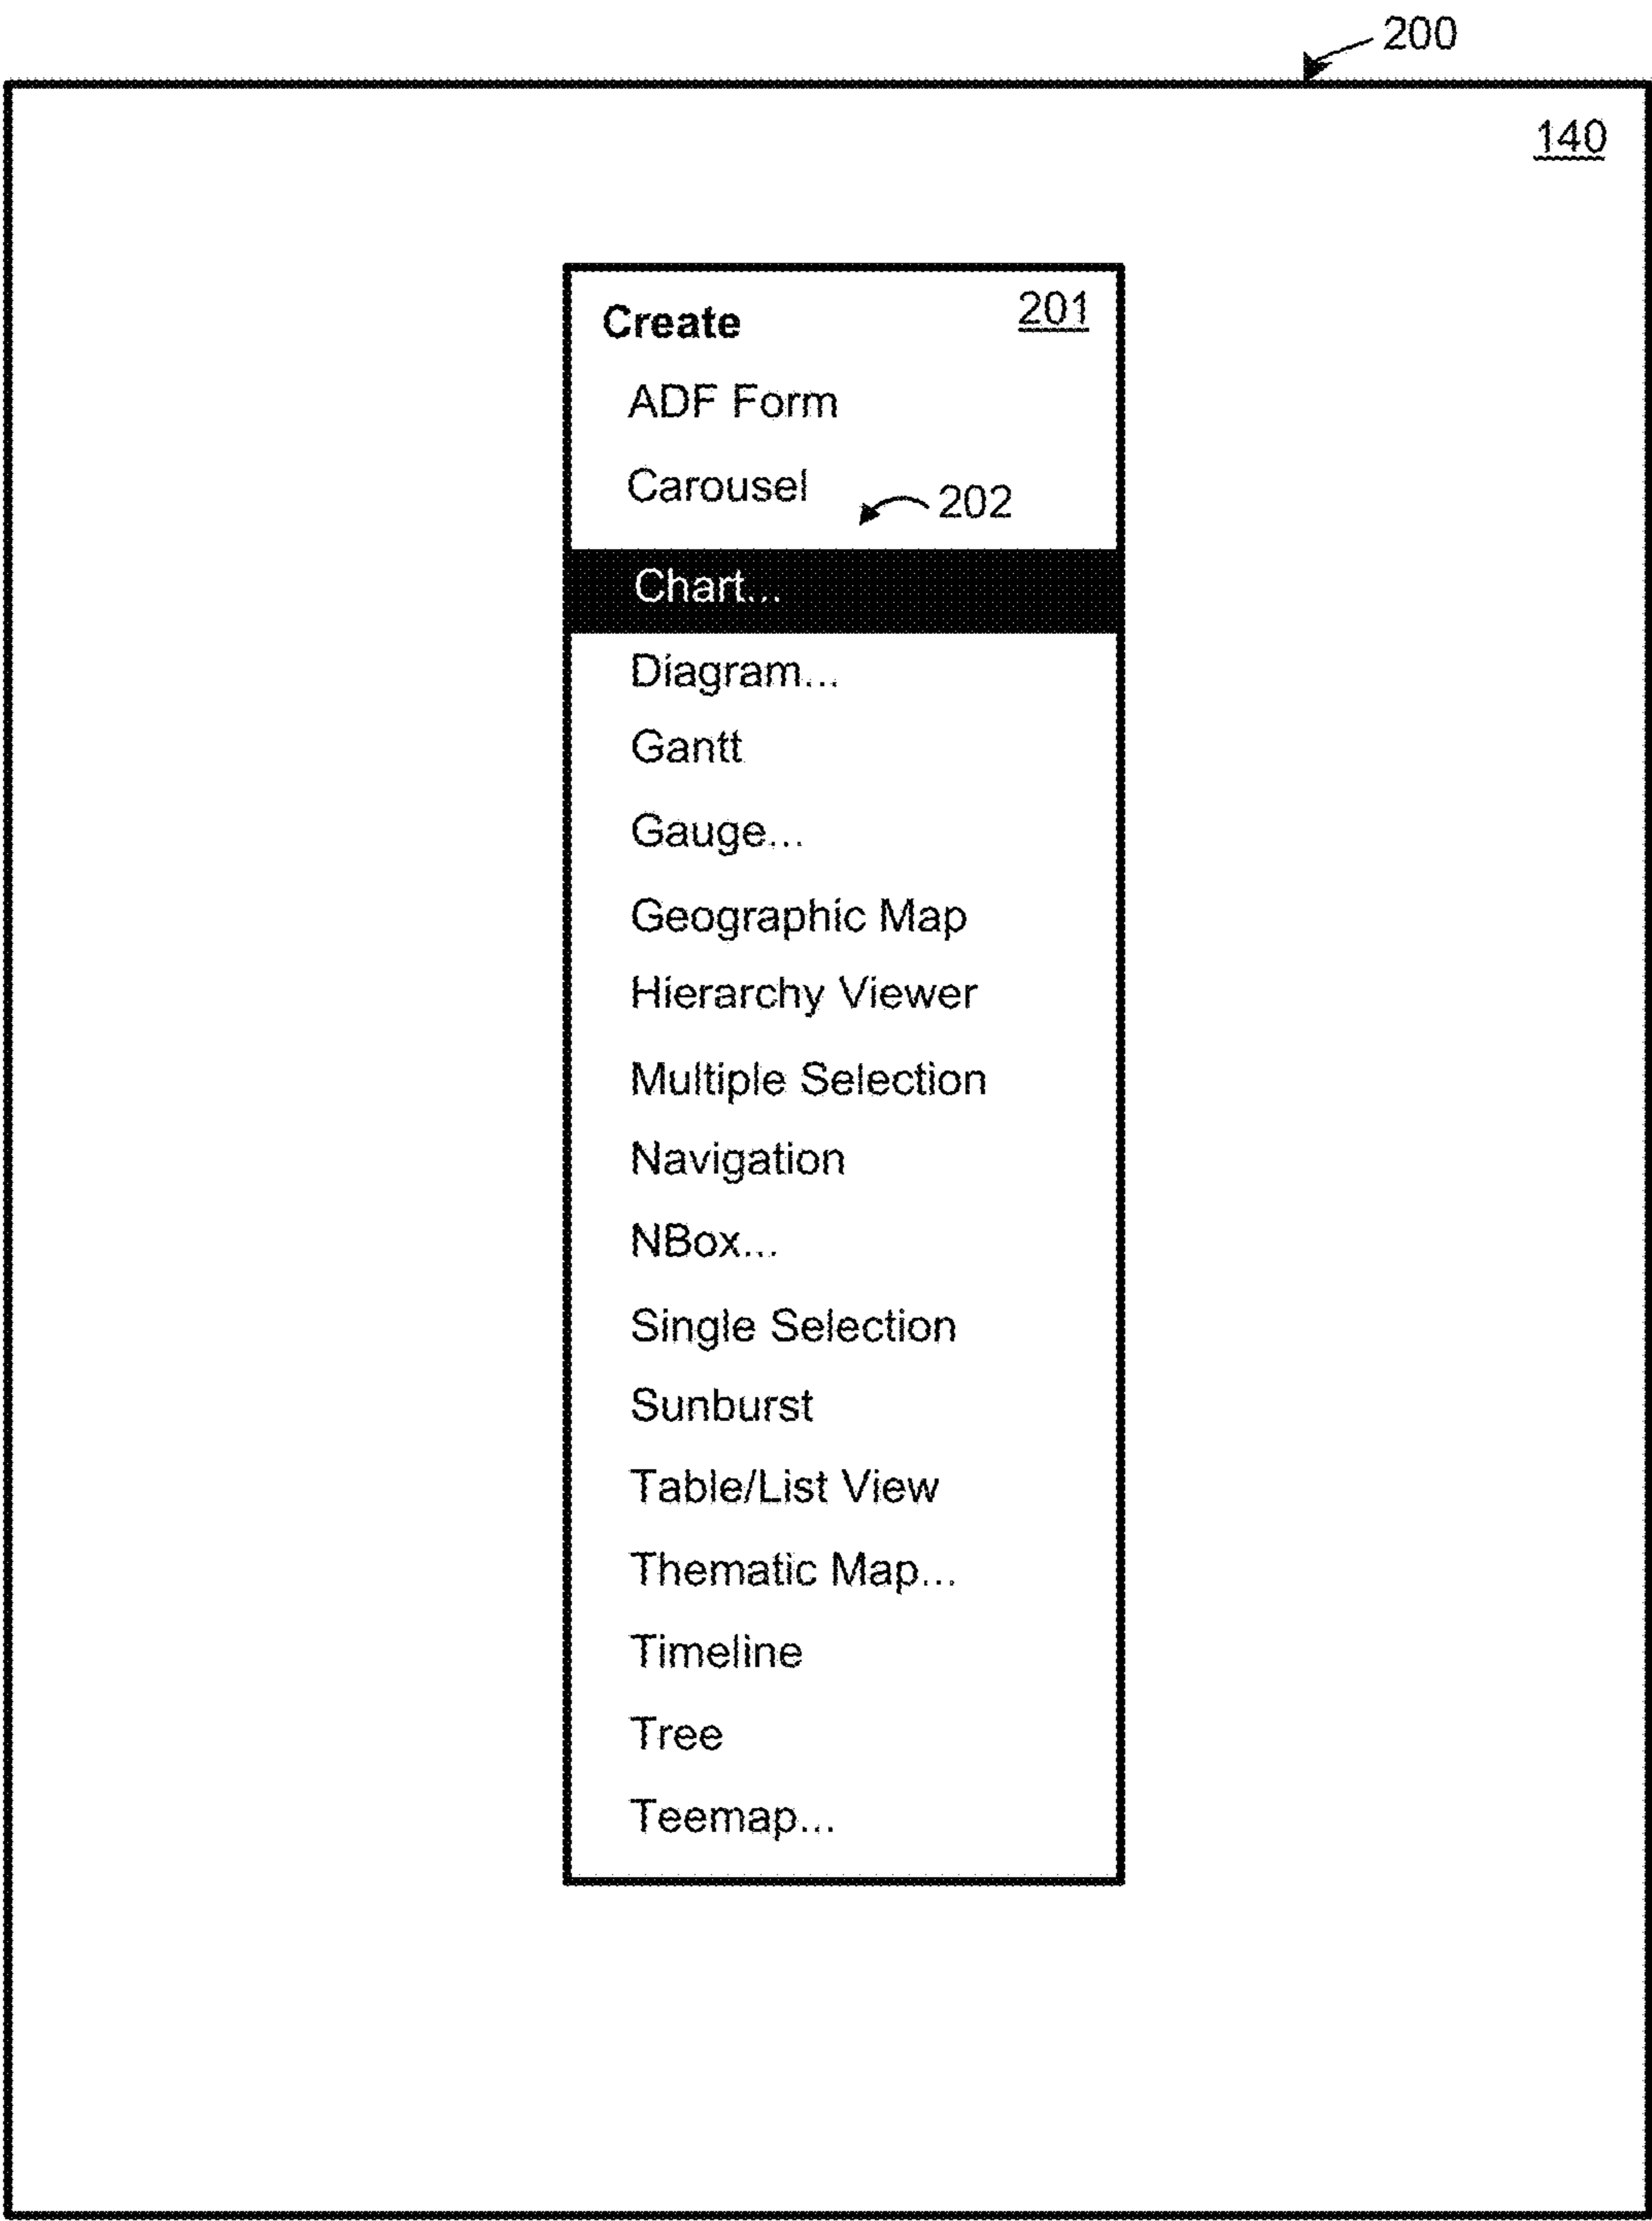 200
140
Create 201
ADF Form
Carousel
202
Chart...
Diagram...
Gantt
Gauge...
Geographic Map
Hierarchy Viewer
Multiple Selection
Navigation
NBox...
Single Selection
Sunburst
Table/List View
Thematic Map...
Timeline
Tree
Teemap...